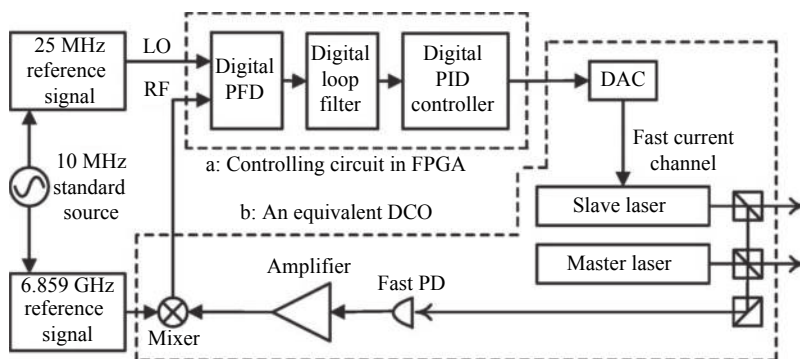 25 MHz
reference
signal
LO
RF
Digital
PFD
Digital
loop
filter
Digital
PID
controller
DAC
a: Controlling circuit in FPGA
Fast current
channel
10 MHz
standard
source
b: An equivalent DCO
Slave laser
Master laser
6.859 GHz
reference
signal
Mixer
Amplifier
Fast PD